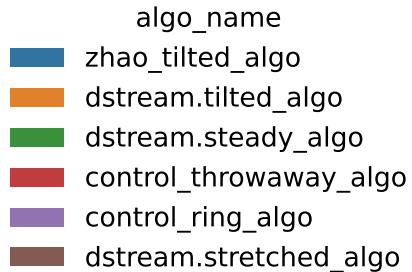 algo_name
zhao_tilted_algo
dstream.tilted_algo
dstream.steady_algo
control_throwaway_algo
control_ring_algo
dstream.stretched_algo